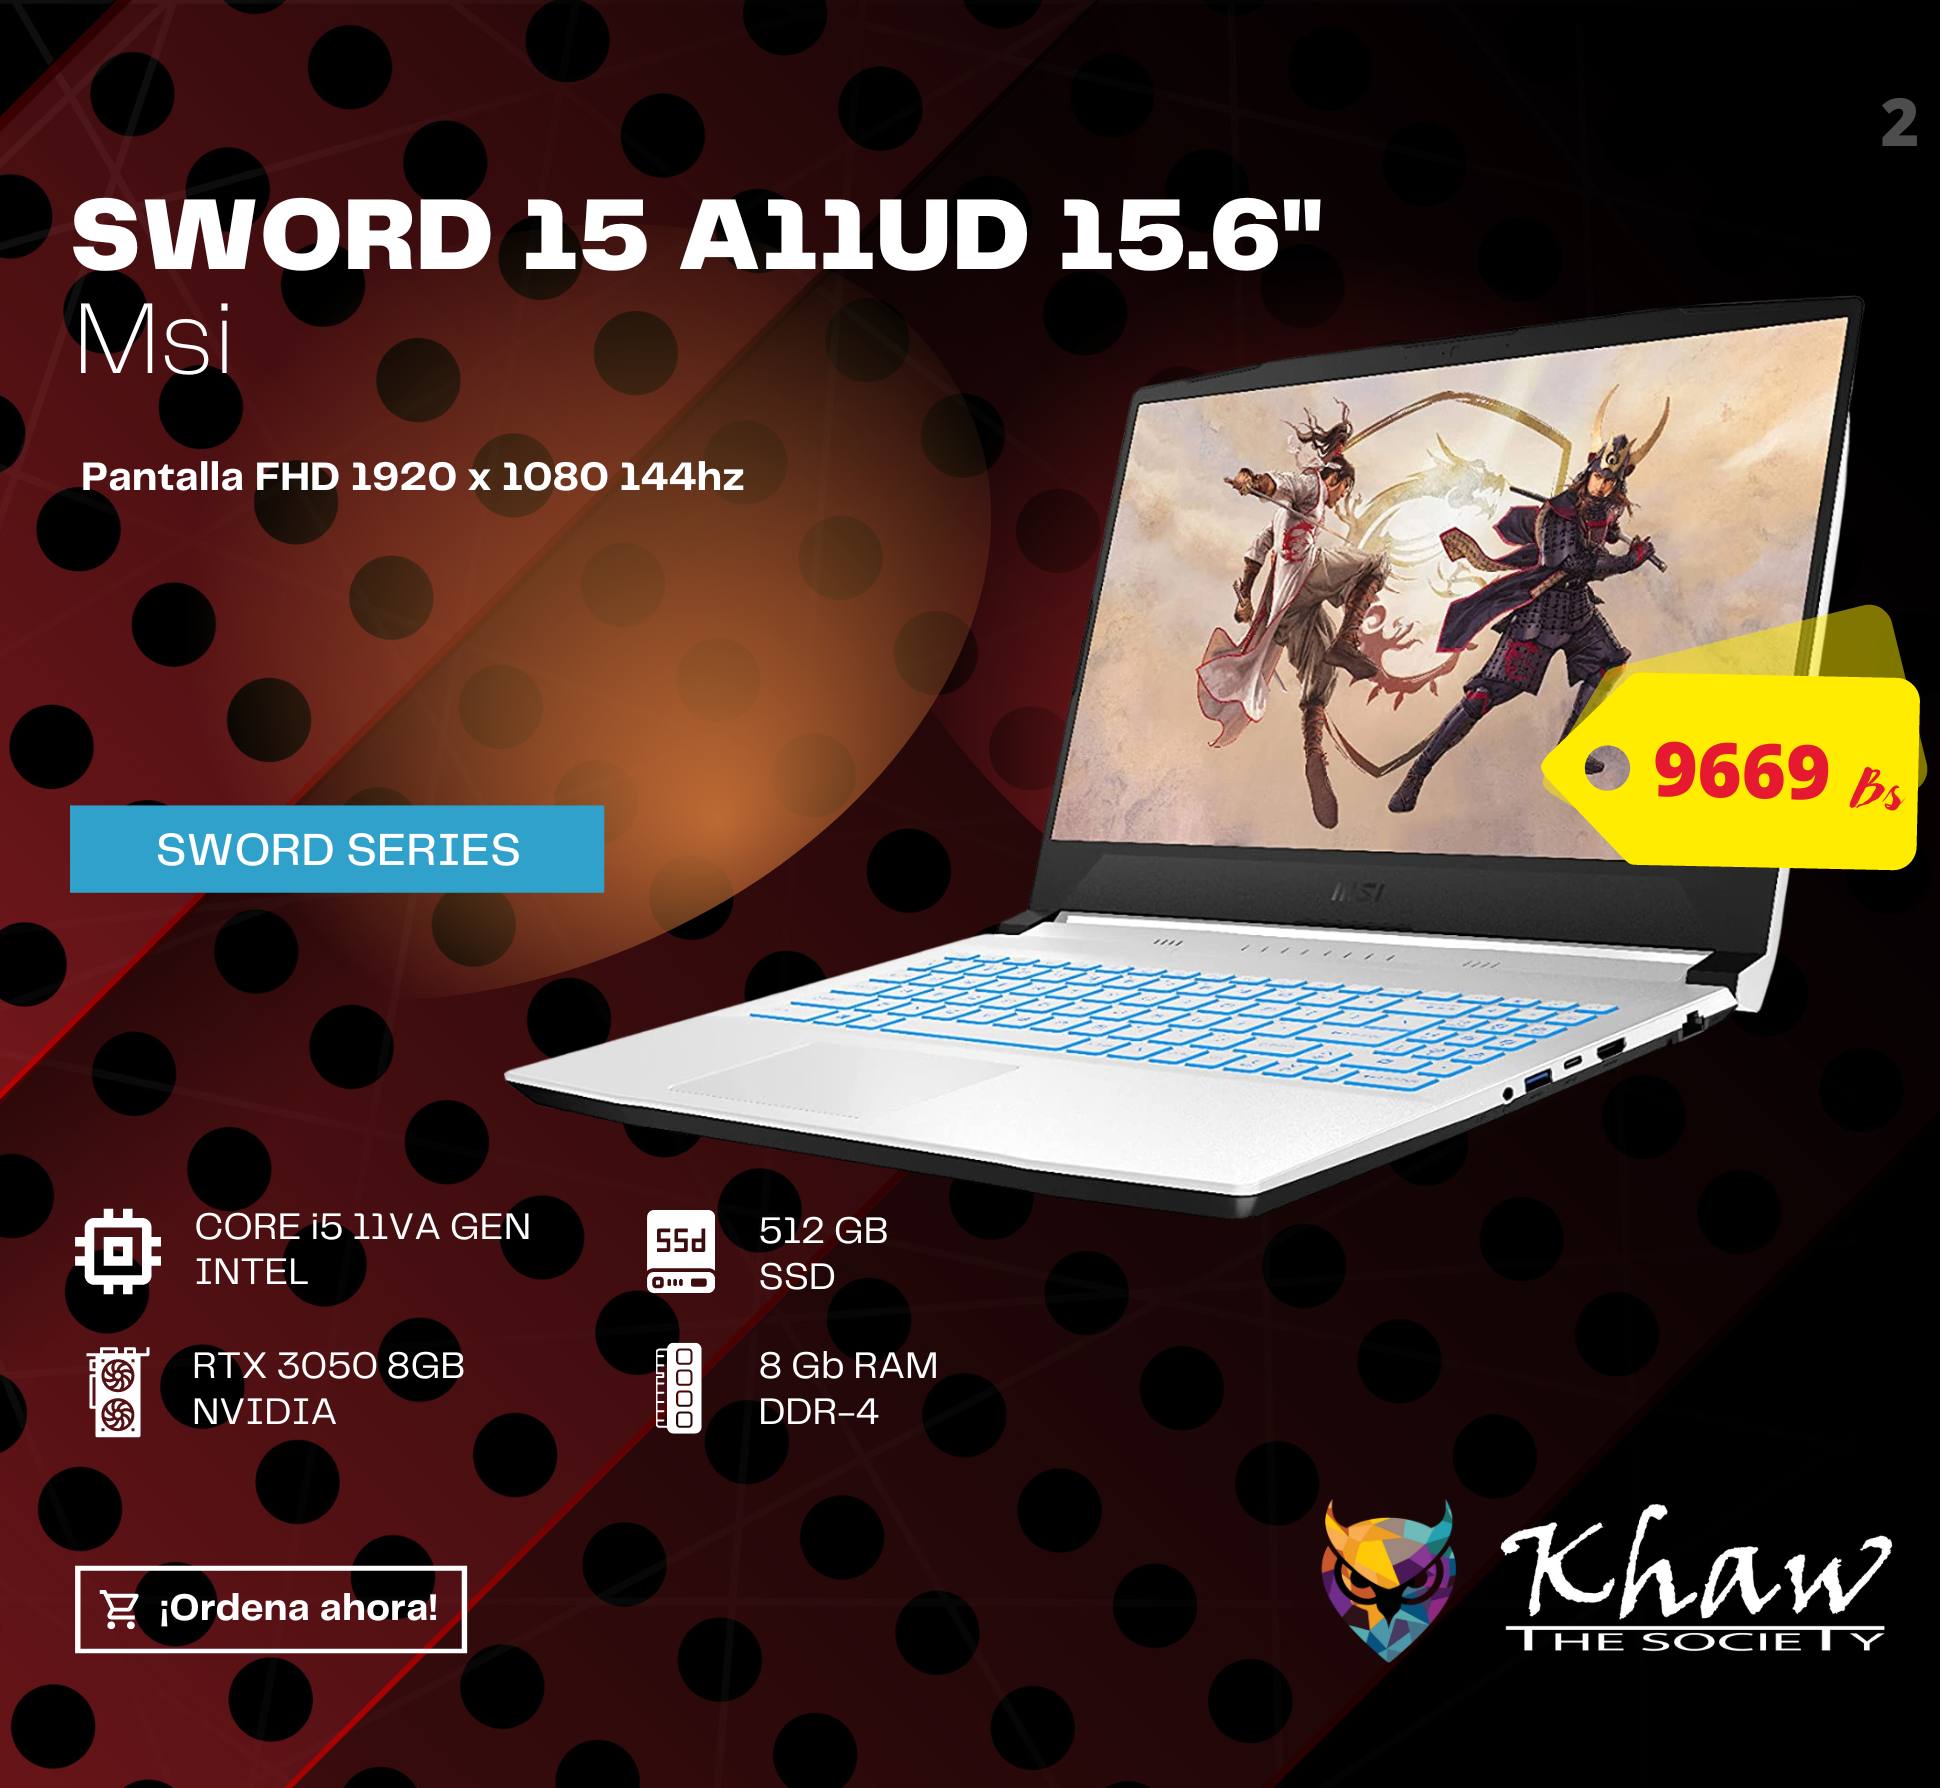 2
SWORD 15 A11UD 15.6"
Msi
Pantalla FHD 1920 x 1080 144hz
9669 Bs
SWORD SERIES
msi
CORE i5 11VA GEN
INTEL
ssd
512 GB
SSD
RTX 3050 8GB
NVIDIA
8 Gb RAM
DDR-4
¡Ordena ahora!
Khaw
THE SOCIETY